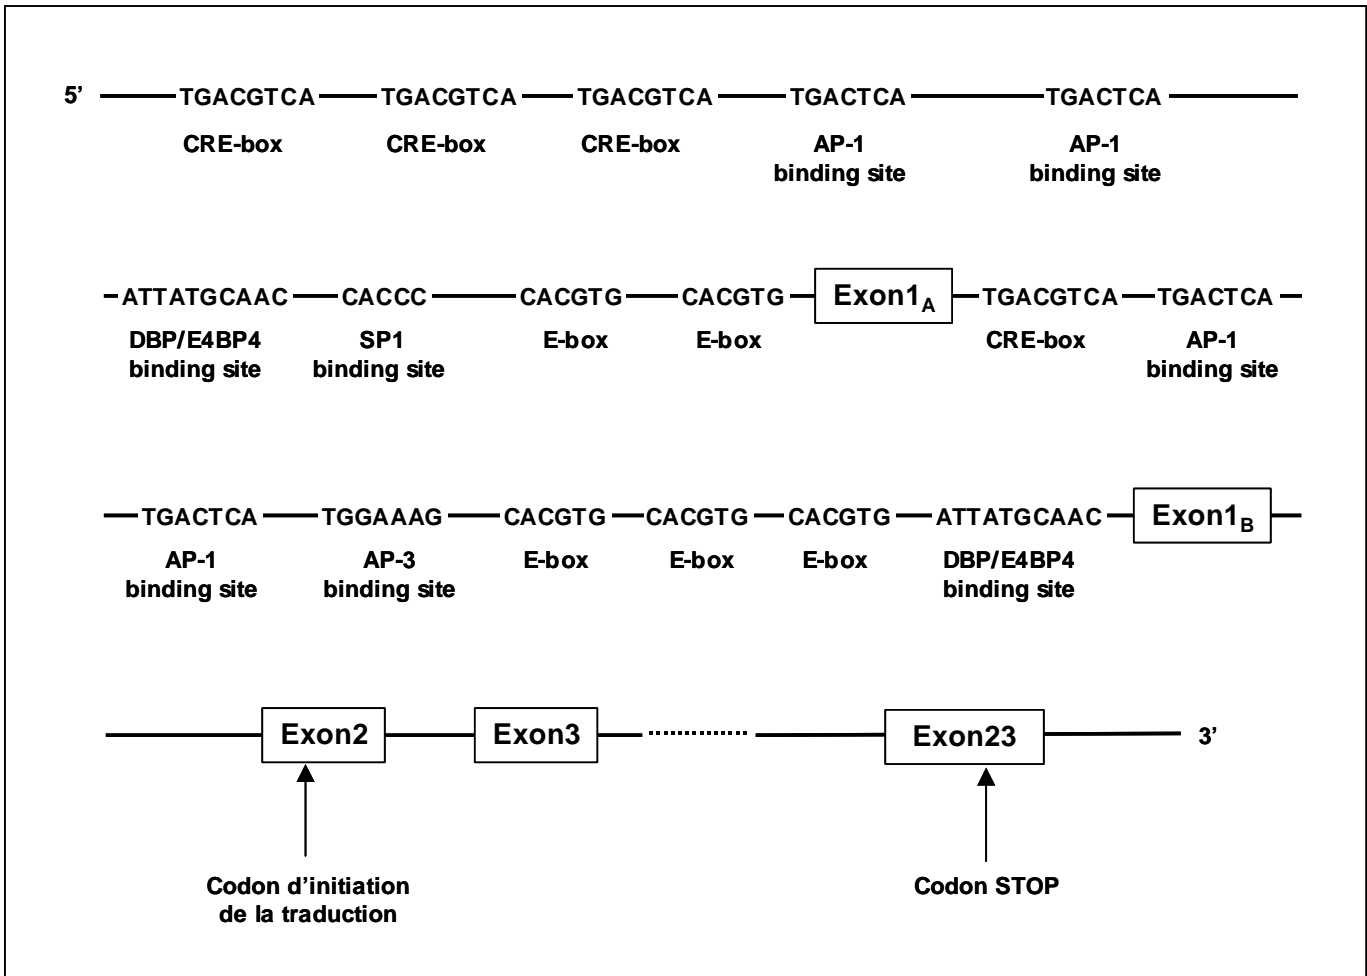 5’ TGACGTCA TGACGTCA TGACGTCA TGACTCA TGACTCA
CRE-box CRE-box CRE-box AP-1 AP-1
binding site binding site
ATTATGCAAC CACCC CACGTG CACGTG Exon1A TGACGTCA TGACTCA
DBP/E4BP4 SP1 E-box E-box CRE-box AP-1
binding site binding site binding site
TGACTCA TGGAAAG CACGTG CACGTG CACGTG ATTATGCAAC Exon1B
AP-1 AP-3 E-box E-box E-box DBP/E4BP4
binding site binding site binding site
Exon2 Exon3 Exon23 3’
Codon d’initiation Codon STOP
de la traduction